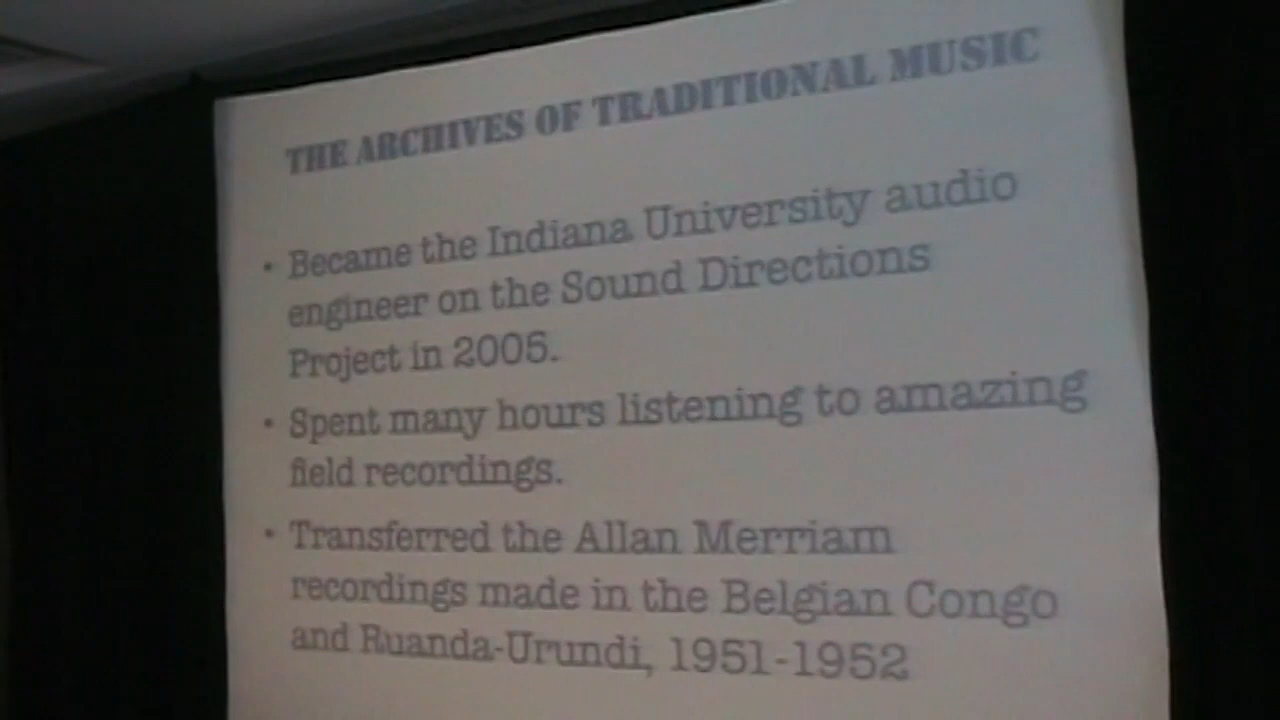 THE ARCHIVES OF TRADITIONAL MUSIC
• Became the Indiana University audio
engineer on the Sound Directions
Project in 2005.
• Spent many hours listening to amazing
field recordings.
• Transferred the Allan Merriam
recordings made in the Belgian Congo
and Ruanda-Urundi, 1951-1952